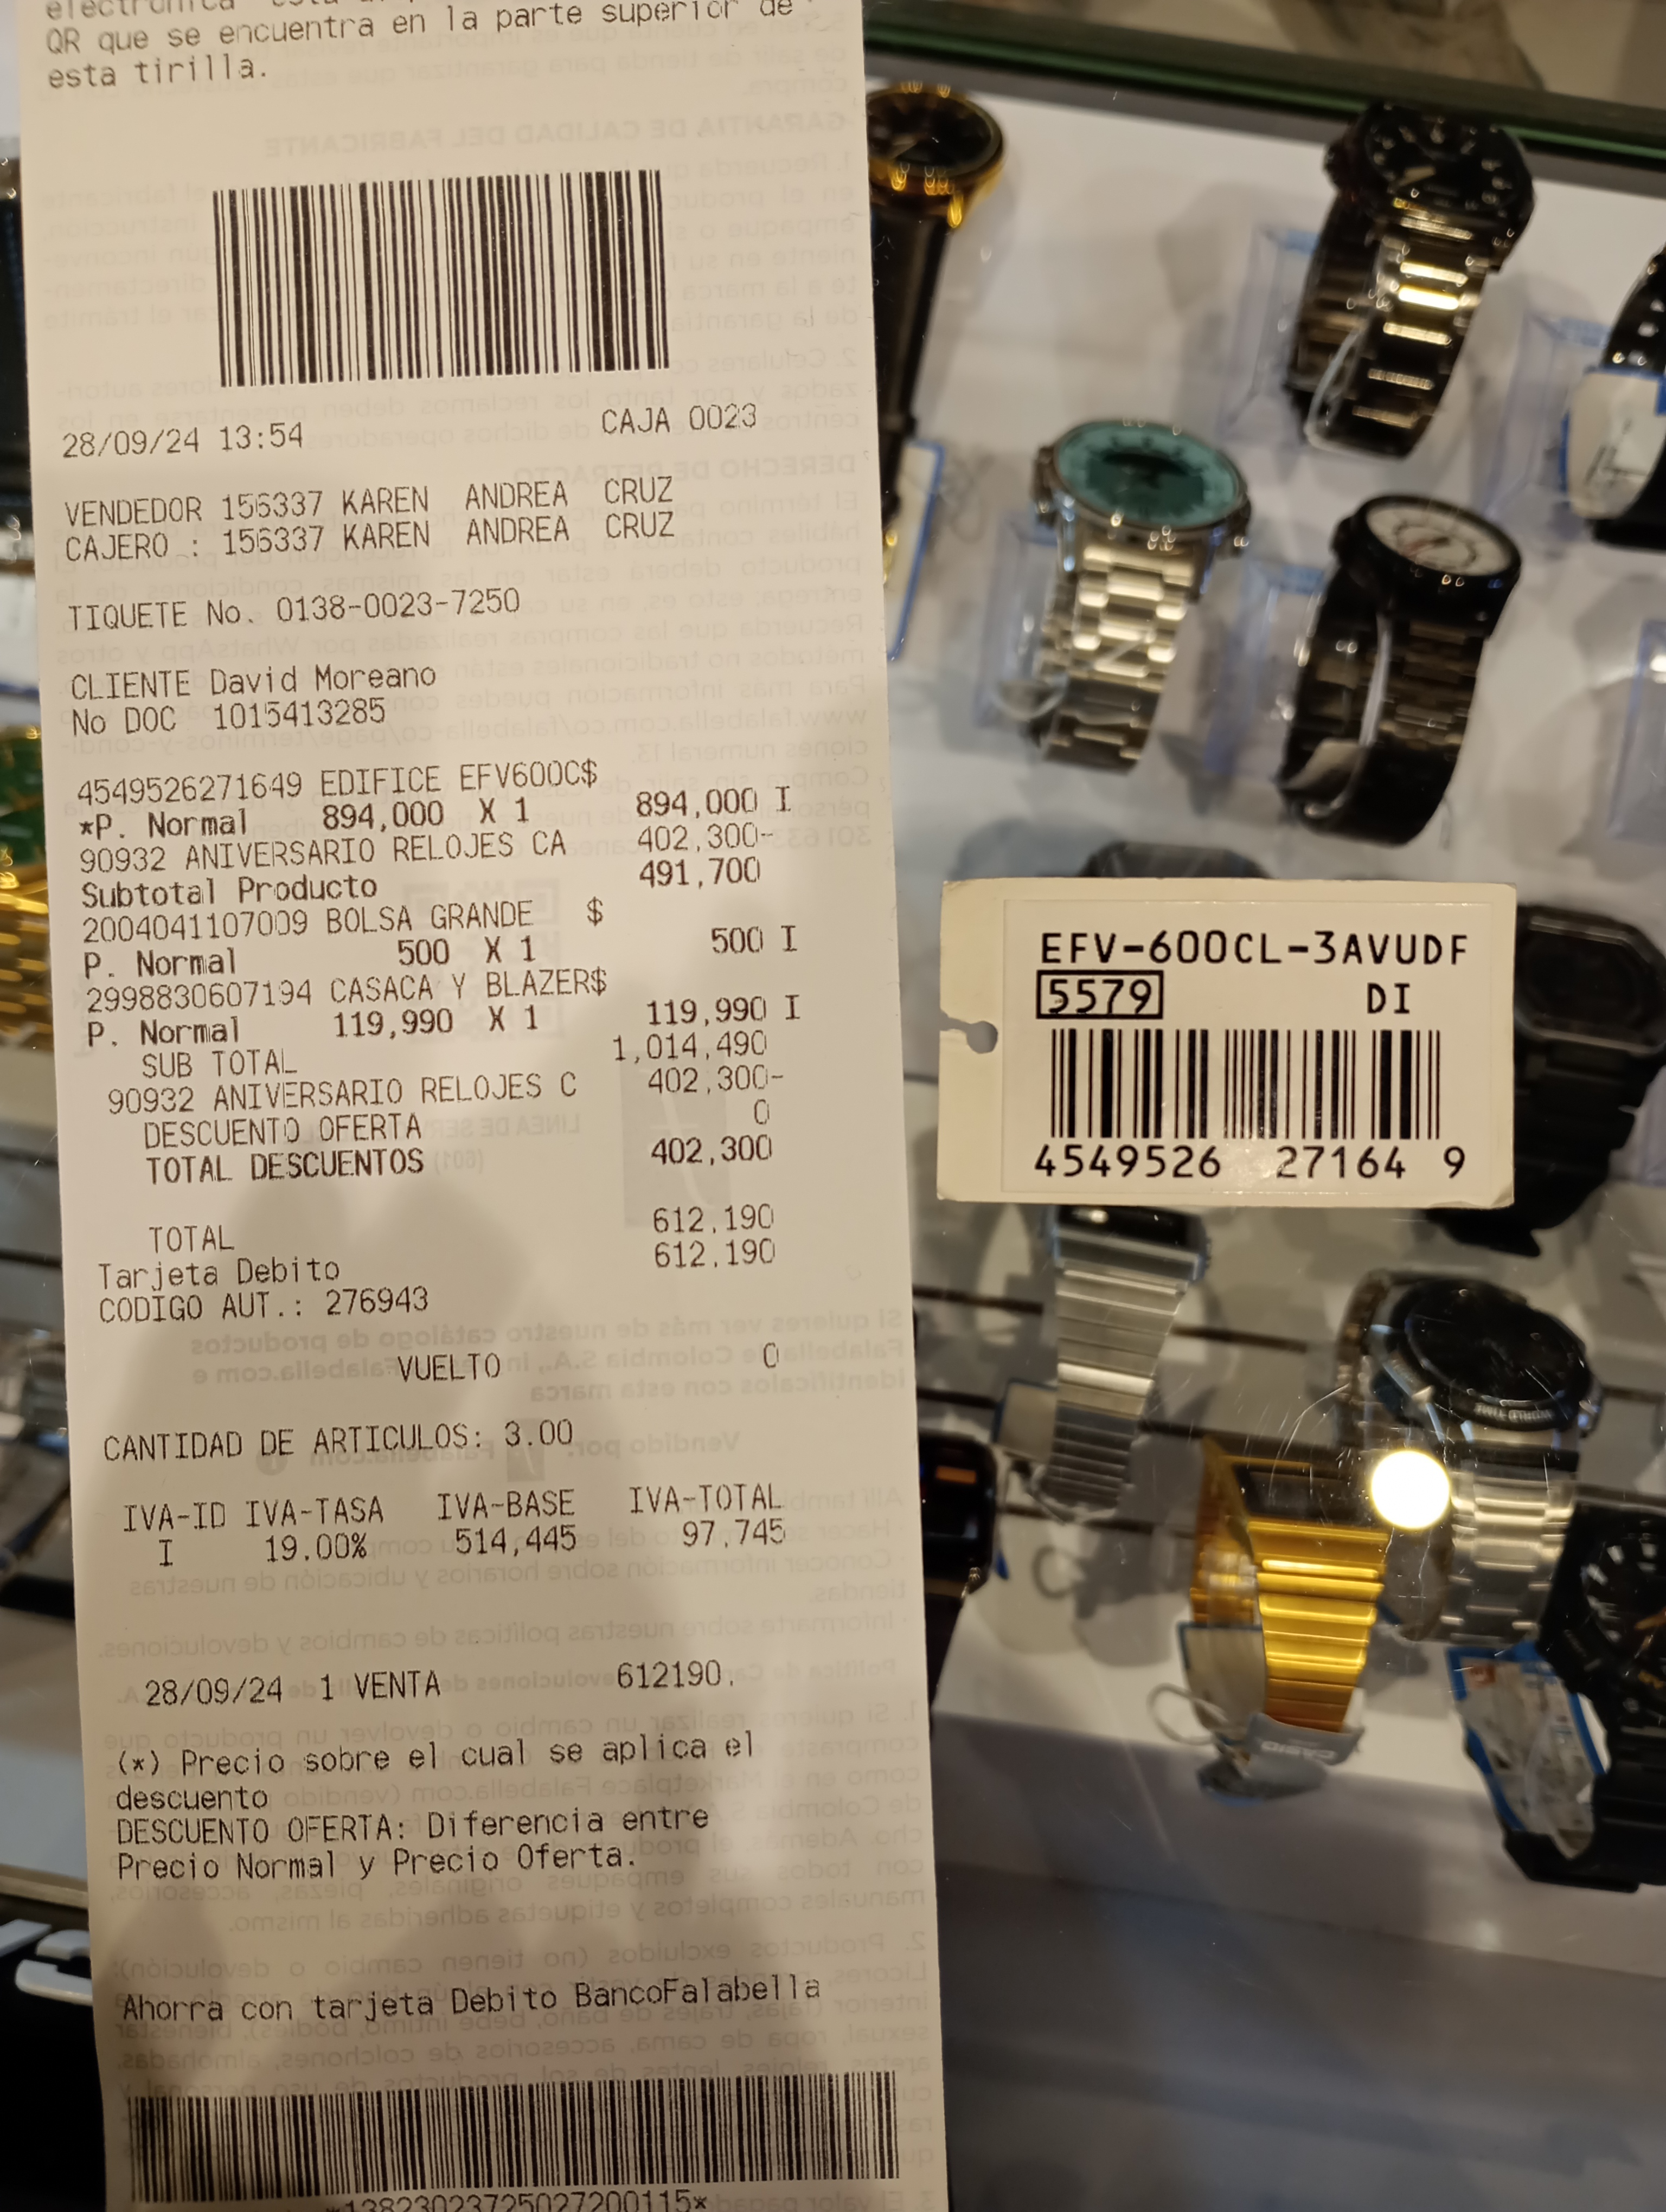 QR que se encuentra en la parte superior de
esta tirilla.
28/09/24 13:54 CAJA 0023
VENDEDOR 156337 KAREN ANDREA CRUZ
CAJERO : 156337 KAREN ANDREA CRUZ
TIQUETE No. 0138-0023-7250
CLIENTE David Moreano
No DOC 1015413285
4549526271649 EDIFICE EFV600C$
*P. Normal 894,000 X 1 894,000 I
90932 ANIVERSARIO RELOJES CA 402,300-
Subtotal Producto 491,700
2004041107009 BOLSA GRANDE $
P. Normal 500 X 1 500 I
2998830607194 CASACA Y BLAZER$
P. Normal 119,990 X 1 119,990 I
SUB TOTAL 1,014,490
90932 ANIVERSARIO RELOJES C 402,300-
DESCUENTO OFERTA 0
TOTAL DESCUENTOS 402,300
TOTAL 612,190
Tarjeta Debito 612,190
CODIGO AUT.: 276943
VUELTO 0
CANTIDAD DE ARTICULOS: 3.00
IVA-ID IVA-TASA IVA-BASE IVA-TOTAL
I 19.00% 514,445 97,745
28/09/24 1 VENTA 612190.
(*) Precio sobre el cual se aplica el
descuento
DESCUENTO OFERTA: Diferencia entre
Precio Normal y Precio Oferta.
Ahorra con tarjeta Debito BancoFalabella
*13823023725027200115*
EFV-600CL-3AVUDF
5579 DI
4549526 27164 9